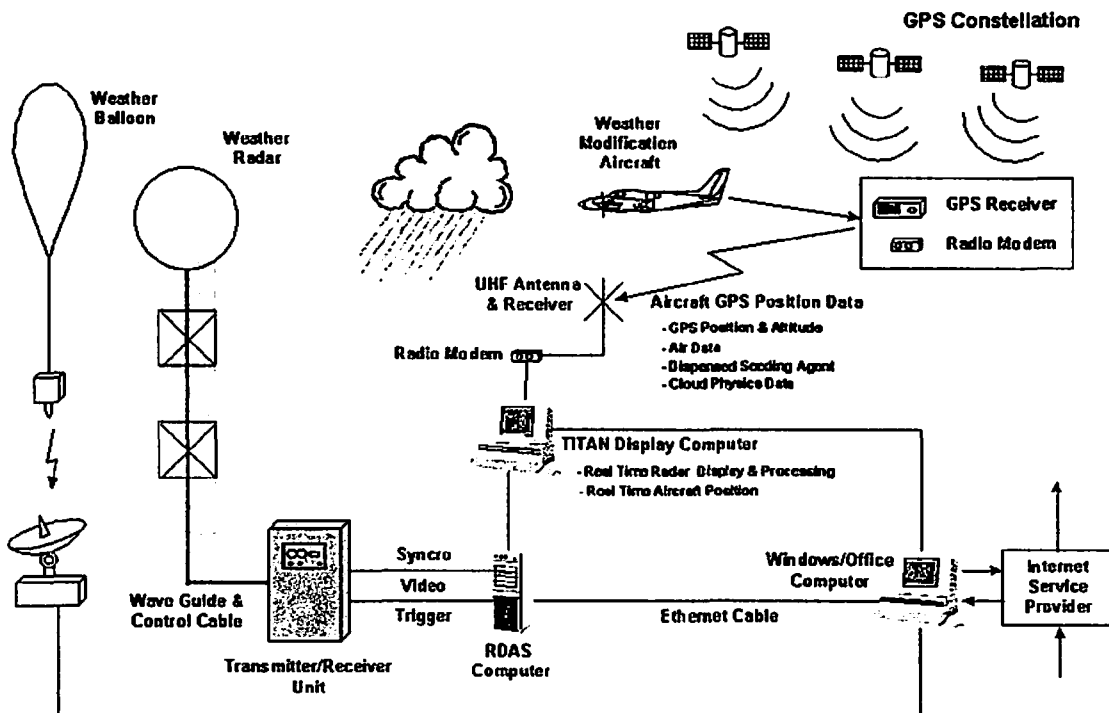 GPS Constellation
Weather
Balloon
Weather
Radar
Weather
Modification
Aircraft
GPS Receiver
Radio Modem
UHF Antenna
& Receiver
Aircraft GPS Position Data
- GPS Position & Altitude
- Air Data
- Dispensed Seeding Agent
- Cloud Physics Data
Radio Modem
TITAN Display Computer
- Real Time Radar Display & Processing
- Real Time Aircraft Position
Syncro
Video
Trigger
Wave Guide &
Control Cable
Transmitter/Receiver
Unit
RDAS
Computer
Ethernet Cable
Windows/Office
Computer
Internet
Service
Provider